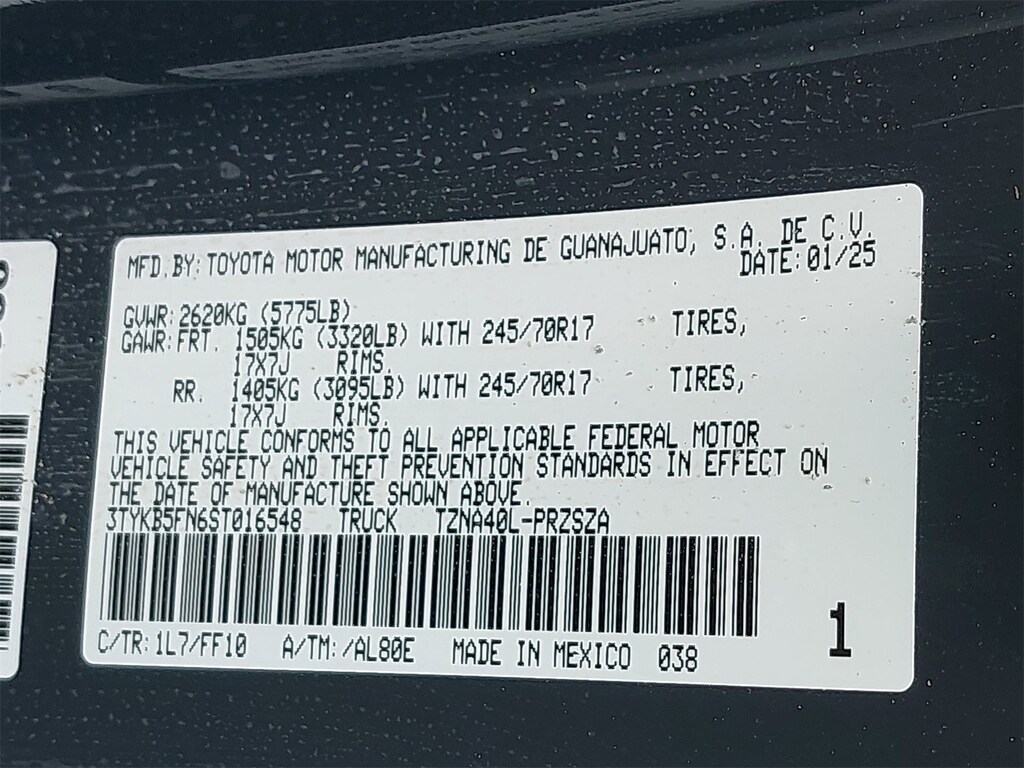 MFD.BY:TOYOTA MOTOR MANUFACTURING DE GUANAJUATO, S.A. DE C.V.
DATE:01/25
GVWR:2620KG (5775LB)
GAWR:FRT. 1505KG (3320LB) WITH 245/70R17 TIRES,
17X7J RIMS.
RR. 1405KG (3095LB) WITH 245/70R17 TIRES,
17X7J RIMS.
THIS VEHICLE CONFORMS TO ALL APPLICABLE FEDERAL MOTOR
VEHICLE SAFETY AND THEFT PREVENTION STANDARDS IN EFFECT ON
THE DATE OF MANUFACTURE SHOWN ABOVE.
3TYKB5FN6ST016548 TRUCK TZNA40L-PRZSZA
C/TR:1L7/FF10 A/TM:/AL80E MADE IN MEXICO 038
1